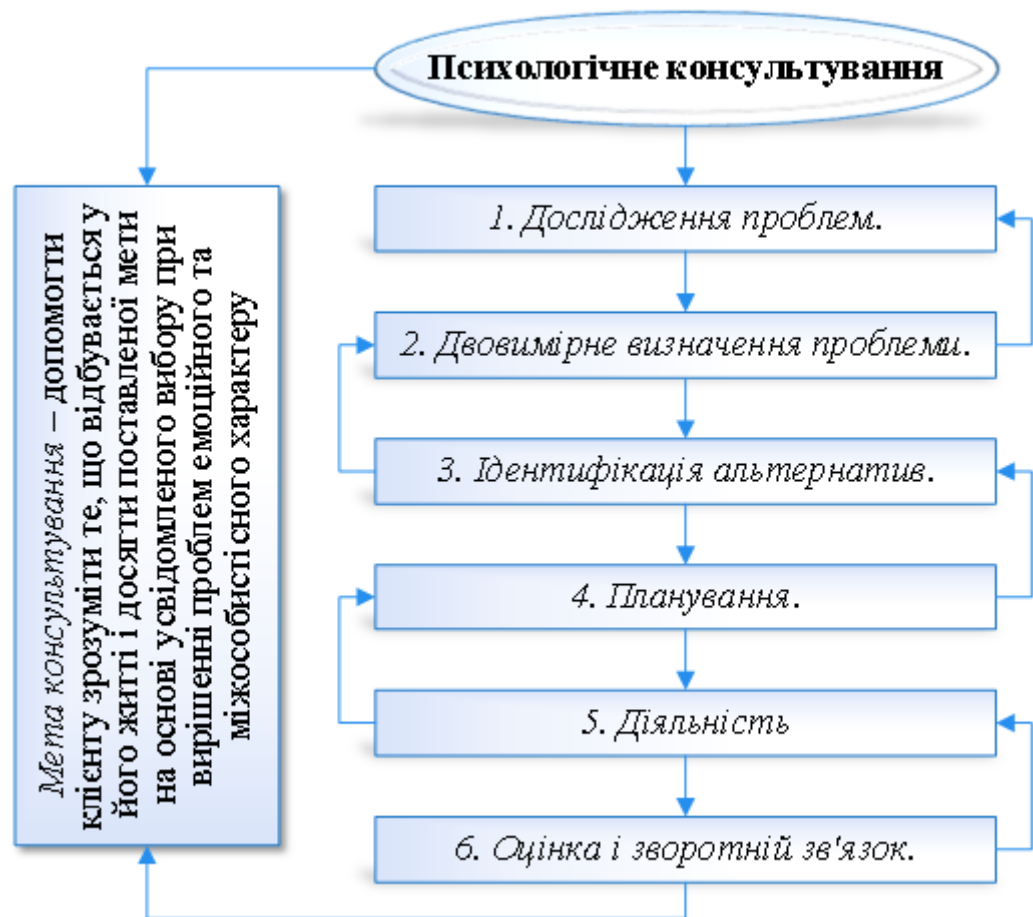 Психологічне консультування
Мета консультування – допомогти
клієнту зрозуміти те, що відбувається у
його житті і досягти поставленої мети
на основі усвідомленого вибору при
вирішенні проблем емоційного та
міжособистісного характеру
1. Дослідження проблем.
2. Двовимірне визначення проблеми.
3. Ідентифікація альтернатив.
4. Планування.
5. Діяльність
6. Оцінка і зворотній зв'язок.